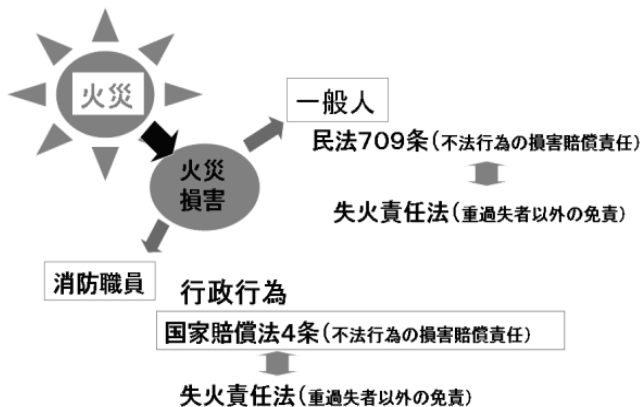 火災
火災
損害
一般人
民法709条(不法行為の損害賠償責任)
失火責任法(重過失者以外の免責)
消防職員
行政行為
国家賠償法4条(不法行為の損害賠償責任)
失火責任法(重過失者以外の免責)